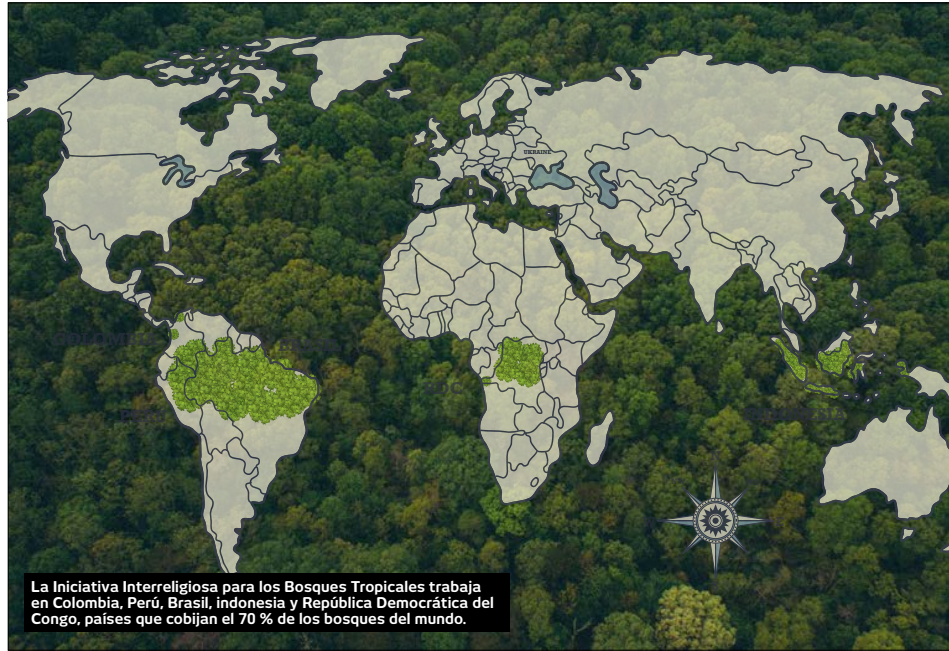 UKRAINE
La Iniciativa Interreligiosa para los Bosques Tropicales trabaja
en Colombia, Perú, Brasil, indonesia y República Democrática del
Congo, países que cobijan el 70 % de los bosques del mundo.